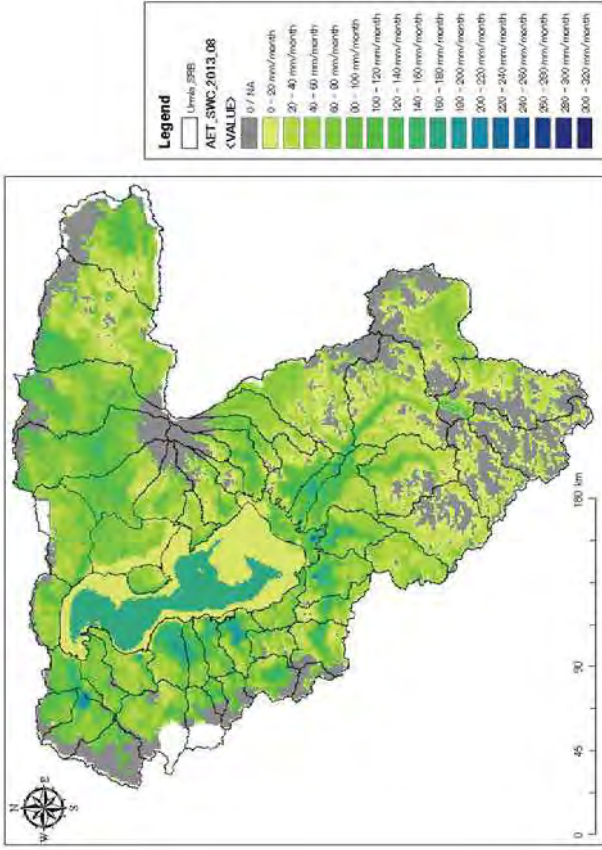 N
W
E
S
0 45 90 180 km
Legend
Urmia_SRB
AET_SWC_2013_08
<VALUE>
0 / NA
0 - 20 mm/month
20 - 40 mm/month
40 - 60 mm/month
60 - 80 mm/month
80 - 100 mm/month
100 - 120 mm/month
120 - 140 mm/month
140 - 160 mm/month
160 - 180 mm/month
180 - 200 mm/month
200 - 220 mm/month
220 - 240 mm/month
240 - 260 mm/month
260 - 280 mm/month
280 - 300 mm/month
300 - 320 mm/month